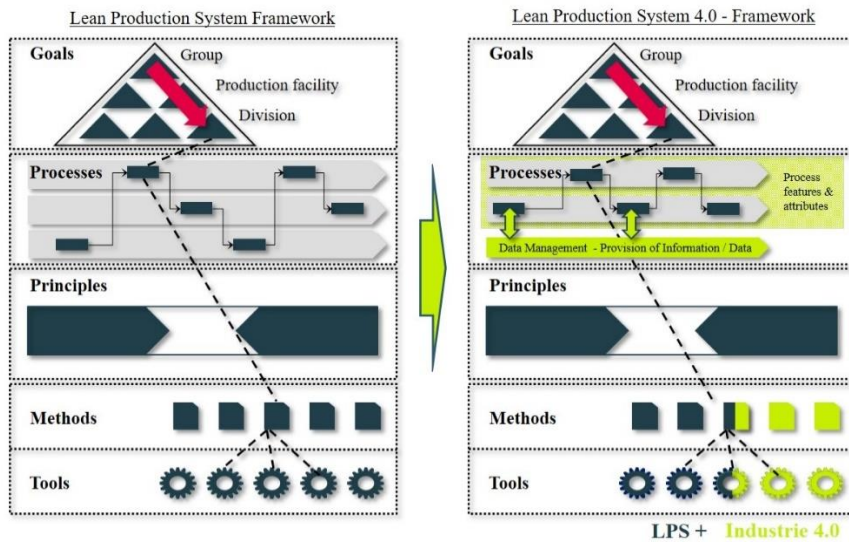 Lean Production System Framework
Goals
Group
Production facility
Division
Processes
Principles
Methods
Tools
Lean Production System 4.0 - Framework
Goals
Group
Production facility
Division
Processes
Process
features &
attributes
Data Management - Provision of Information / Data
Principles
Methods
Tools
LPS + Industrie 4.0